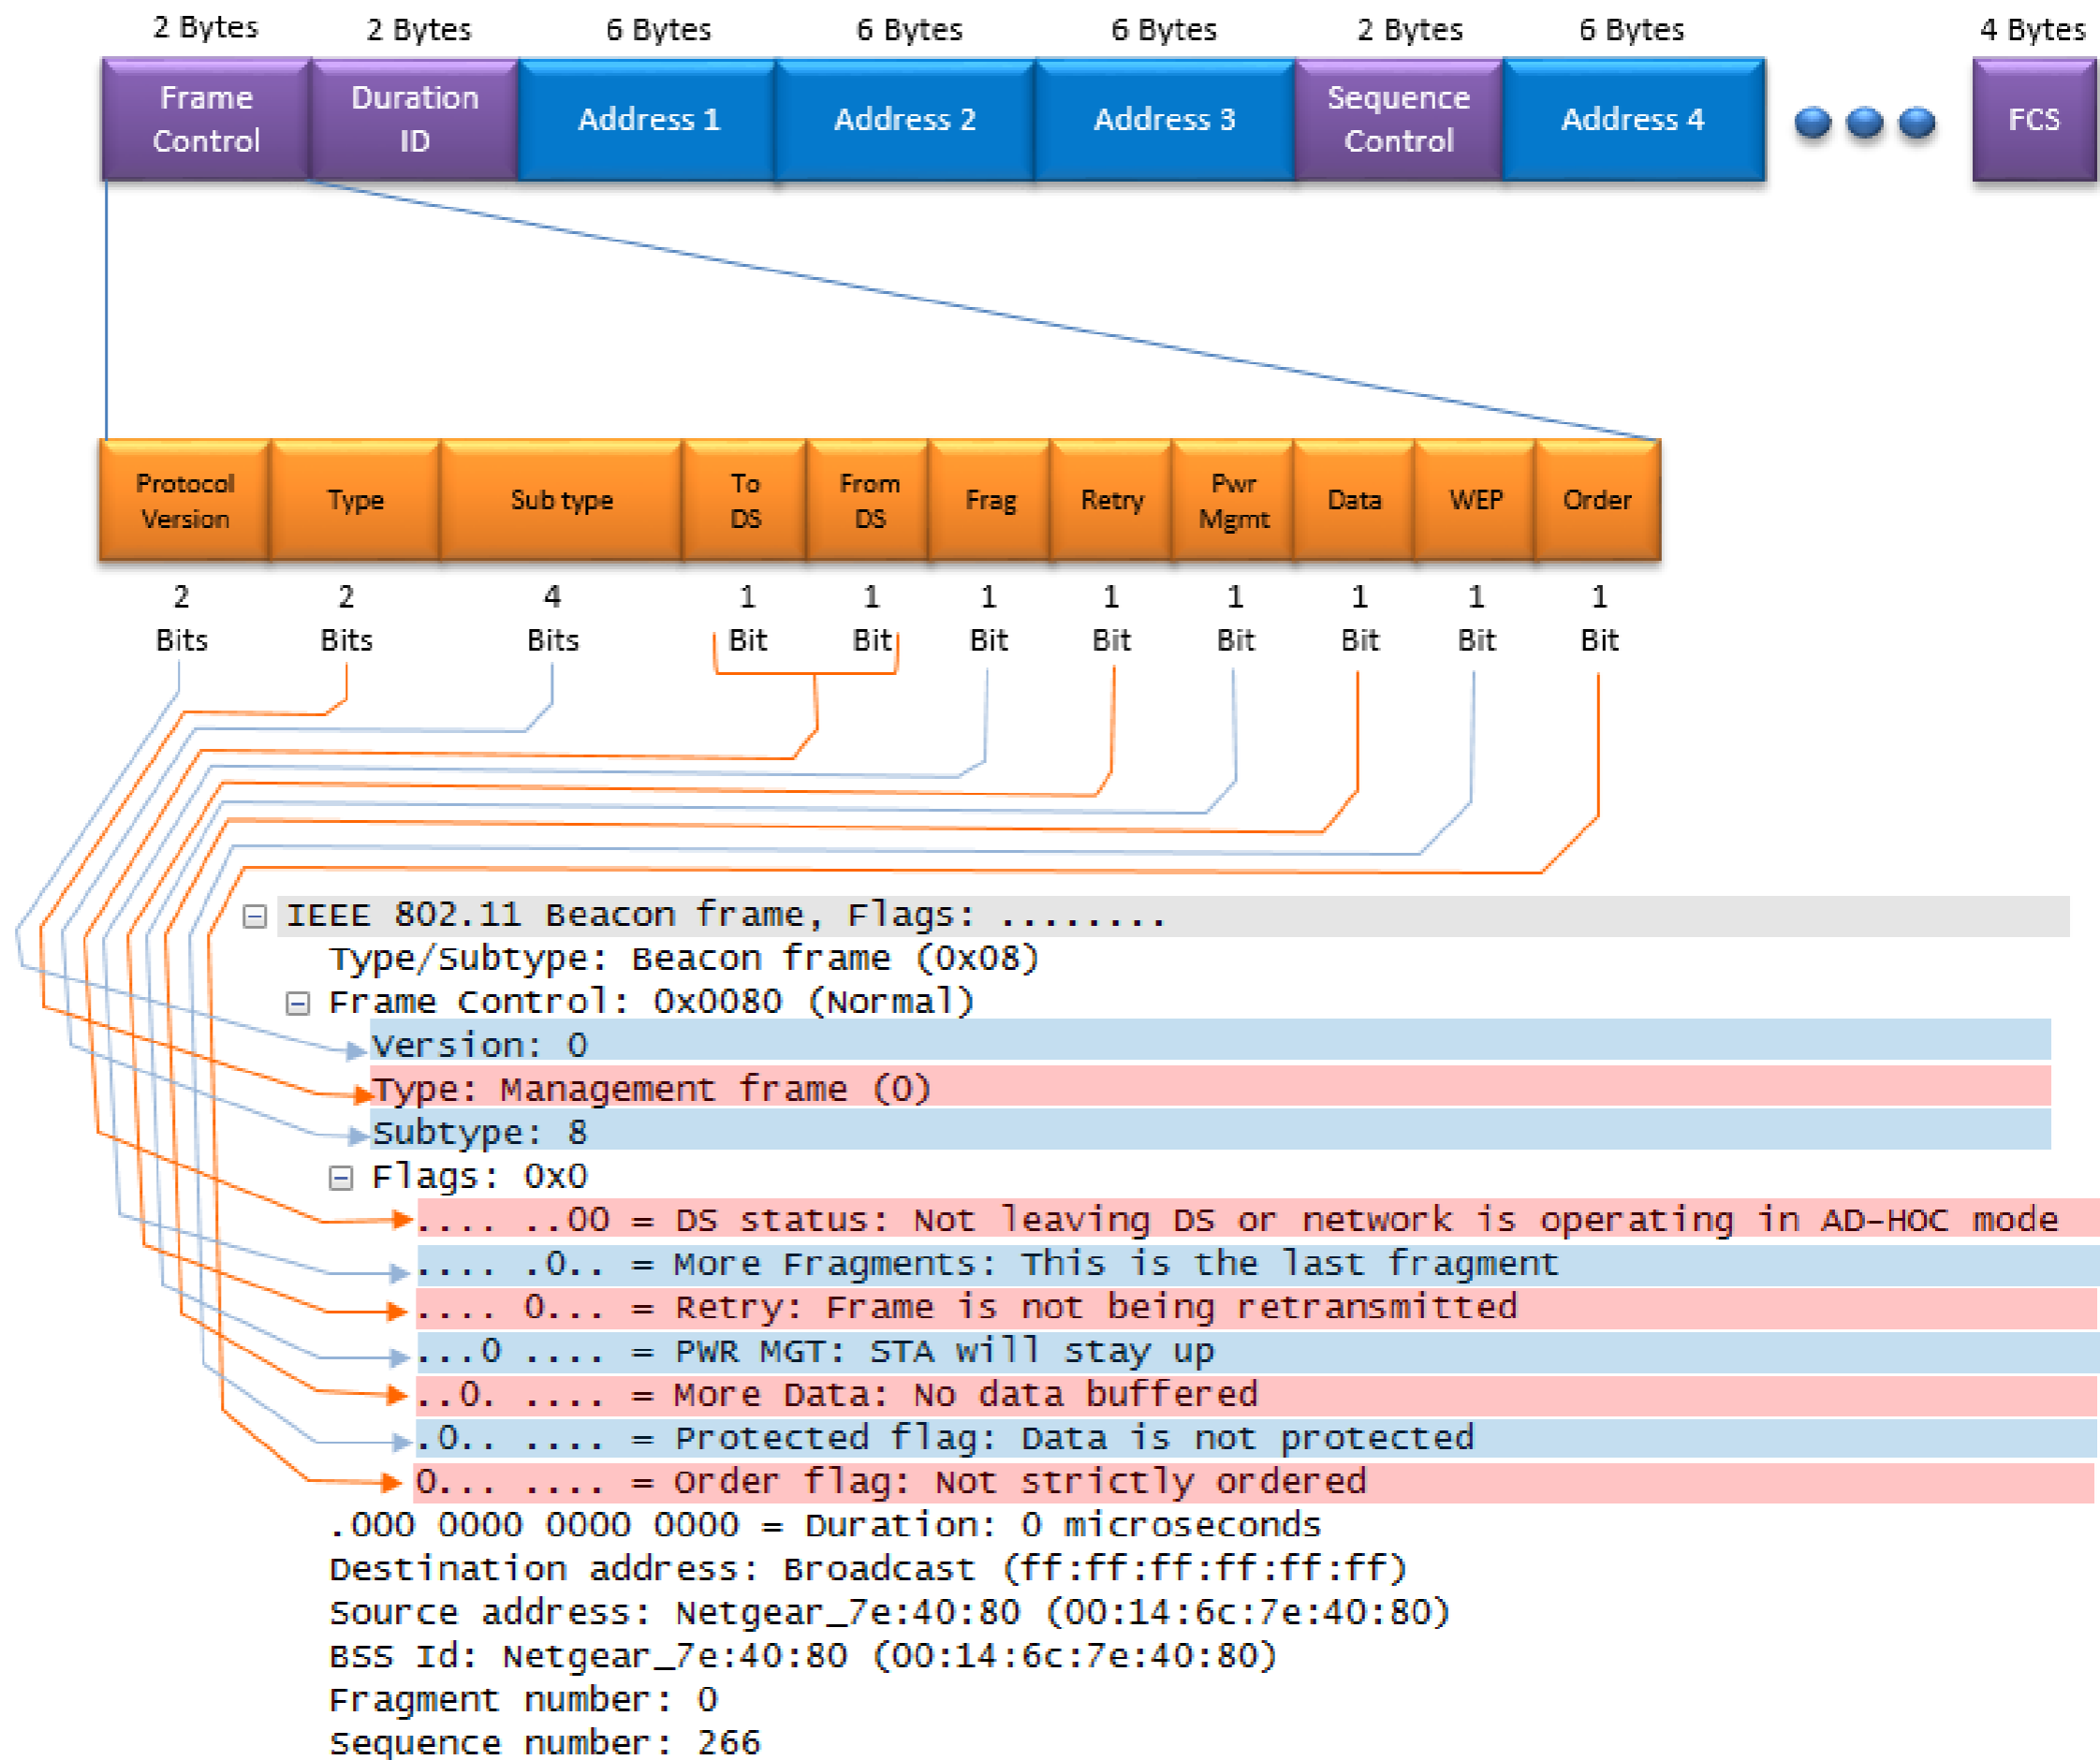 2 Bytes 2 Bytes 6 Bytes 6 Bytes 6 Bytes 2 Bytes 6 Bytes 4 Bytes
Frame Control Duration ID Address 1 Address 2 Address 3 Sequence Control Address 4 FCS
Protocol Version Type Sub type To DS From DS Frag Retry Pwr Mgmt Data WEP Order
2 2 4 1 1 1 1 1 1 1 1
Bits Bits Bits Bit Bit Bit Bit Bit Bit Bit Bit
IEEE 802.11 Beacon frame, Flags: ........
Type/Subtype: Beacon frame (0x08)
Frame Control: 0x0080 (Normal)
Version: 0
Type: Management frame (0)
Subtype: 8
Flags: 0x0
.... ..00 = DS status: Not leaving DS or network is operating in AD-HOC mode
.... .0.. = More Fragments: This is the last fragment
.... 0... = Retry: Frame is not being retransmitted
...0 .... = PWR MGT: STA will stay up
..0. .... = More Data: No data buffered
.0.. .... = Protected flag: Data is not protected
0... .... = Order flag: Not strictly ordered
.000 0000 0000 0000 = Duration: 0 microseconds
Destination address: Broadcast (ff:ff:ff:ff:ff:ff)
Source address: Netgear_7e:40:80 (00:14:6c:7e:40:80)
BSS Id: Netgear_7e:40:80 (00:14:6c:7e:40:80)
Fragment number: 0
Sequence number: 266